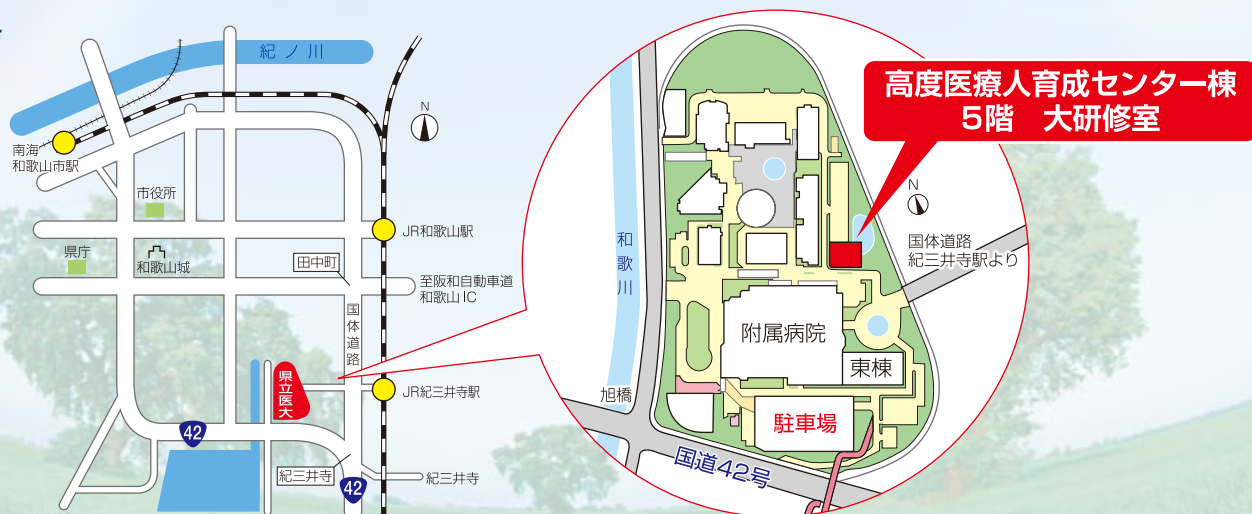 紀ノ川
N
南海
和歌山市駅
市役所
県庁
和歌山城
JR和歌山駅
田中町
至阪和自動車道
和歌山IC
国体道路
県立医大
JR紀三井寺駅
42
紀三井寺
42
紀三井寺
高度医療人育成センター棟
5階 大研修室
N
国体道路
紀三井寺駅より
和歌川
附属病院
東棟
旭橋
駐車場
国道42号